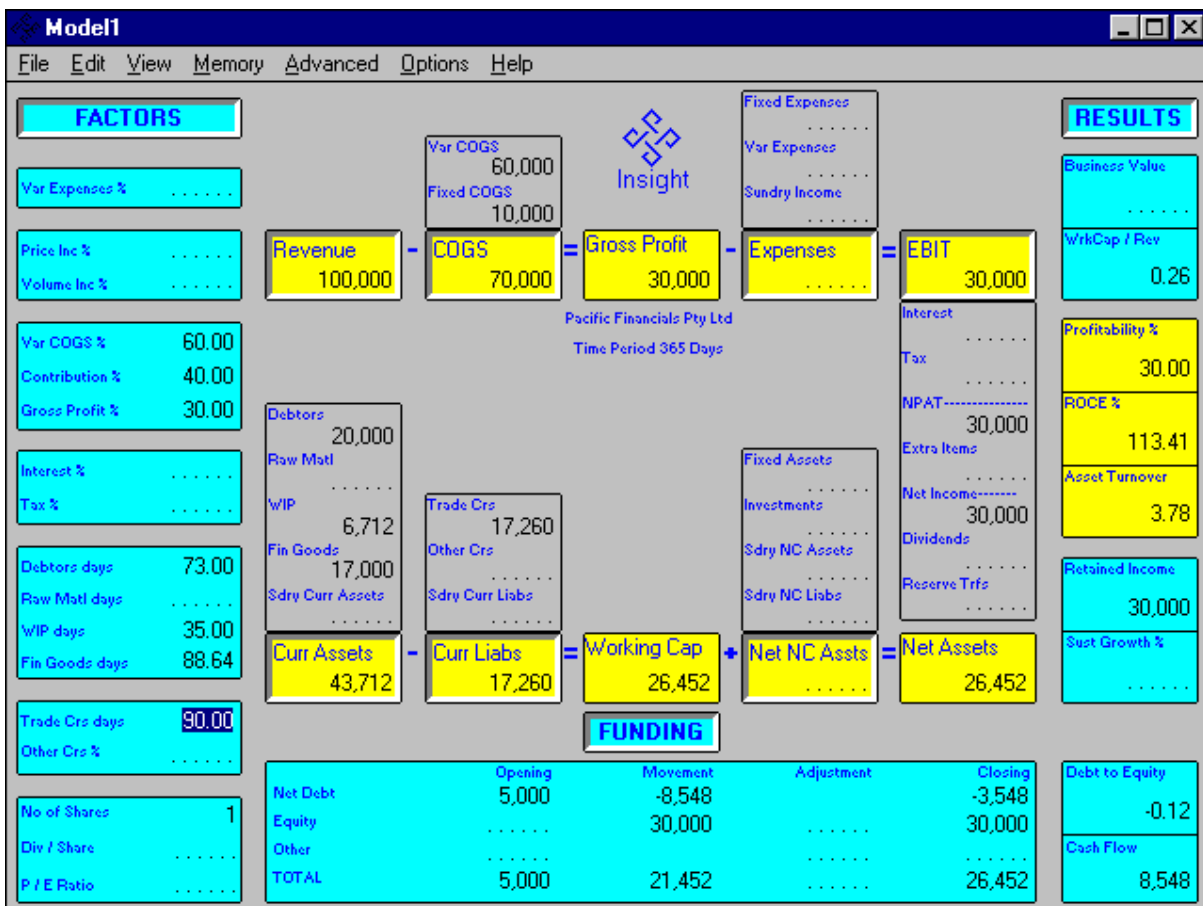 Model1
File Edit View Memory Advanced Options Help
FACTORS
Var Expenses % . . . . . .
Price Inc % . . . . . .
Volume Inc % . . . . . .
Var COGS % 60.00
Contribution % 40.00
Gross Profit % 30.00
Interest % . . . . . .
Tax % . . . . . .
Debtors days 73.00
Raw Matl days . . . . . .
WIP days 35.00
Fin Goods days 88.64
Trade Crs days 90.00
Other Crs % . . . . . .
No of Shares 1
Div / Share . . . . . .
P / E Ratio . . . . . .
Var COGS
60,000
Fixed COGS
10,000
Insight
Fixed Expenses
. . . . . .
Var Expenses
. . . . . .
Sundry Income
. . . . . .
Revenue - COGS = Gross Profit - Expenses = EBIT
100,000 70,000 30,000 . . . . . . 30,000
Pacific Financials Pty Ltd
Time Period 365 Days
Interest
. . . . . .
Tax
. . . . . .
NPAT---------------
30,000
Extra Items
. . . . . .
Net Income-------
30,000
Dividends
. . . . . .
Reserve Trfs
. . . . . .
Debtors
20,000
Raw Matl
. . . . . .
WIP
6,712
Fin Goods
17,000
Sdry Curr Assets
. . . . . .
Trade Crs
17,260
Other Crs
. . . . . .
Sdry Curr Liabs
. . . . . .
Fixed Assets
. . . . . .
Investments
. . . . . .
Sdry NC Assets
. . . . . .
Sdry NC Liabs
. . . . . .
Curr Assets - Curr Liabs = Working Cap + Net NC Assts = Net Assets
43,712 17,260 26,452 . . . . . . 26,452
FUNDING
Opening Movement Adjustment Closing
Net Debt 5,000 -8,548 -3,548
Equity . . . . . . 30,000 . . . . . . 30,000
Other . . . . . . . . . . . .
TOTAL 5,000 21,452 . . . . . . 26,452
RESULTS
Business Value
. . . . . .
WrkCap / Rev
0.26
Profitability %
30.00
ROCE %
113.41
Asset Turnover
3.78
Retained Income
30,000
Sust Growth %
. . . . . .
Debt to Equity
-0.12
Cash Flow
8,548